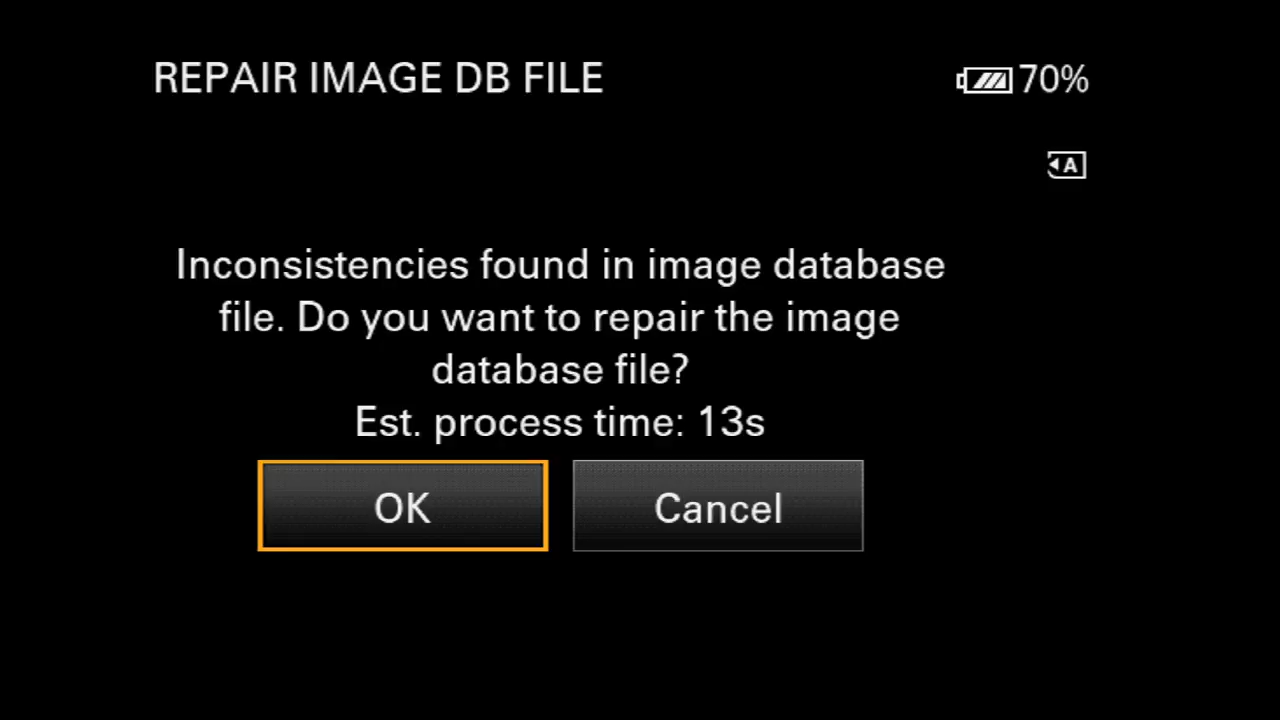 REPAIR IMAGE DB FILE
70%
A
Inconsistencies found in image database
file. Do you want to repair the image
database file?
Est. process time: 13s
OK
Cancel